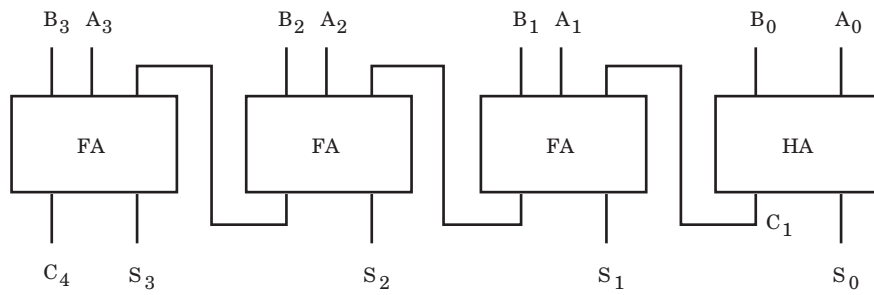 B3 A3 B2 A2 B1 A1 B0 A0
FA FA FA HA
C1
C4 S3 S2 S1 S0